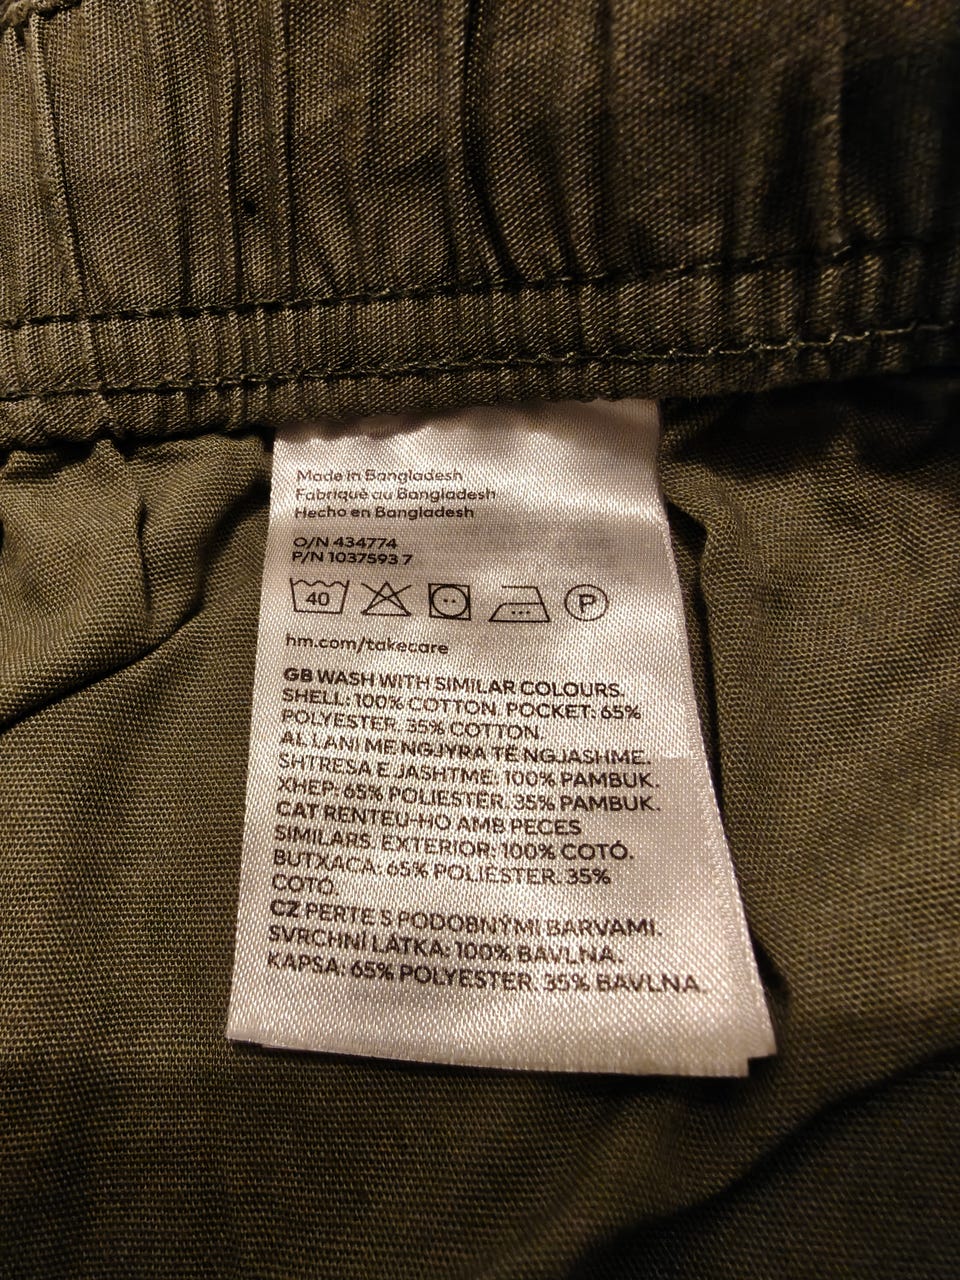 Made in Bangladesh
Fabriqué au Bangladesh
Hecho en Bangladesh
O/N 434774
P/N 1037593 7
40 P
hm.com/takecare
GB WASH WITH SIMILAR COLOURS.
SHELL: 100% COTTON. POCKET: 65%
POLYESTER. 35% COTTON.
AL LANI ME NGJYRA TË NGJASHME.
SHTRESA E JASHTME: 100% PAMBUK.
XHEP: 65% POLIESTER. 35% PAMBUK.
CAT RENTEU-HO AMB PECES
SIMILARS. EXTERIOR: 100% COTÓ.
BUTXACA: 65% POLIÈSTER. 35%
COTÓ.
CZ PERTE S PODOBNÝMI BARVAMI.
SVRCHNÍ LÁTKA: 100% BAVLNA.
KAPSA: 65% POLYESTER. 35% BAVLNA.